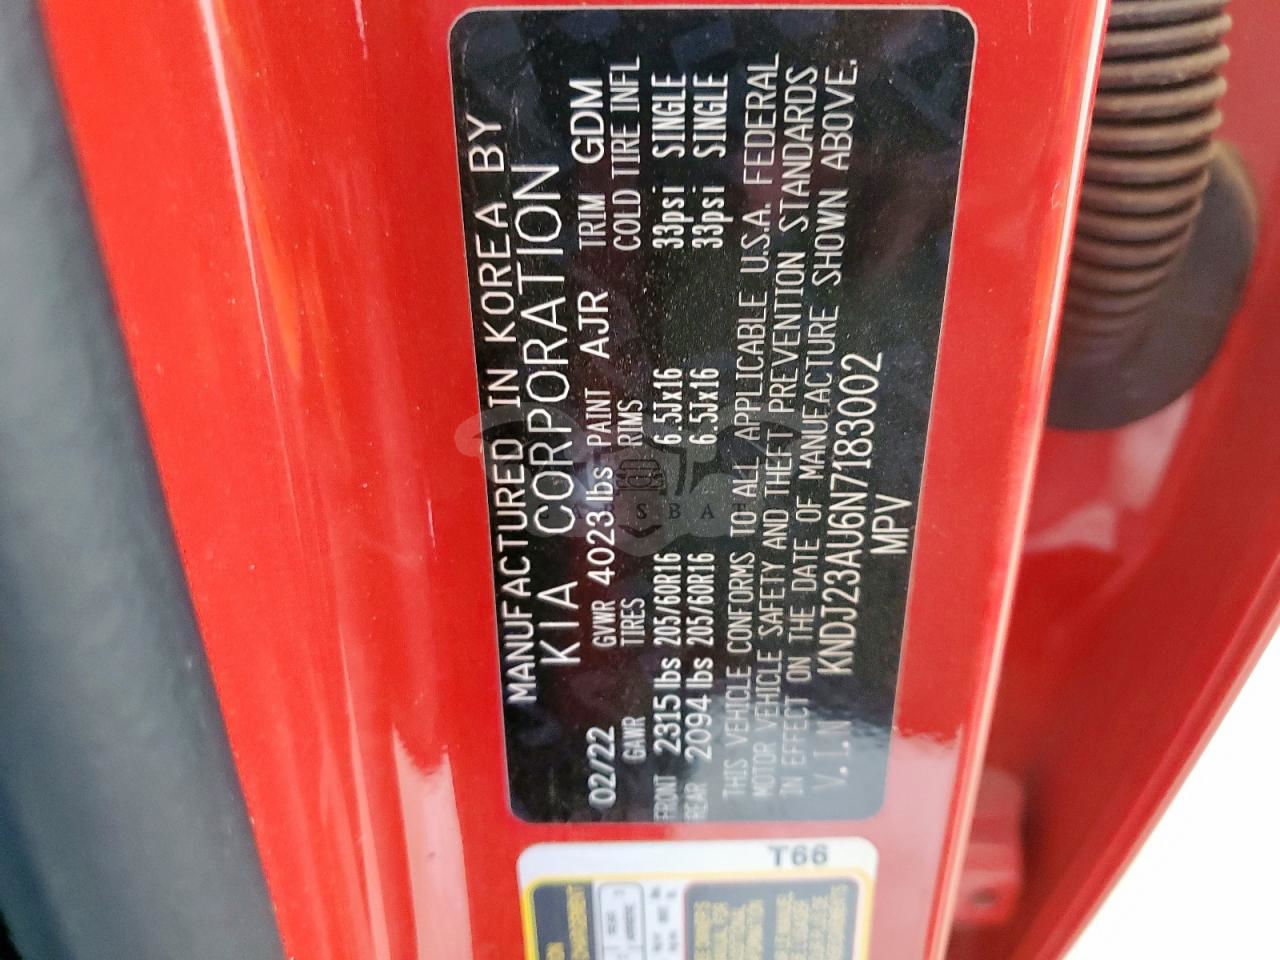 MANUFACTURED IN KOREA BY
KIA CORPORATION
02/22 GVWR 4023 lbs PAINT AJR TRIM GDM
GAWR TIRES RIMS COLD TIRE INFL
FRONT 2315 lbs 205/60R16 6.5Jx16 33psi SINGLE
REAR 2094 lbs 205/60R16 6.5Jx16 33psi SINGLE
THIS VEHICLE CONFORMS TO ALL APPLICABLE U.S.A. FEDERAL
MOTOR VEHICLE SAFETY AND THEFT PREVENTION STANDARDS
IN EFFECT ON THE DATE OF MANUFACTURE SHOWN ABOVE.
V.I.N KNDJ23AU6N7183002
MPV
T66